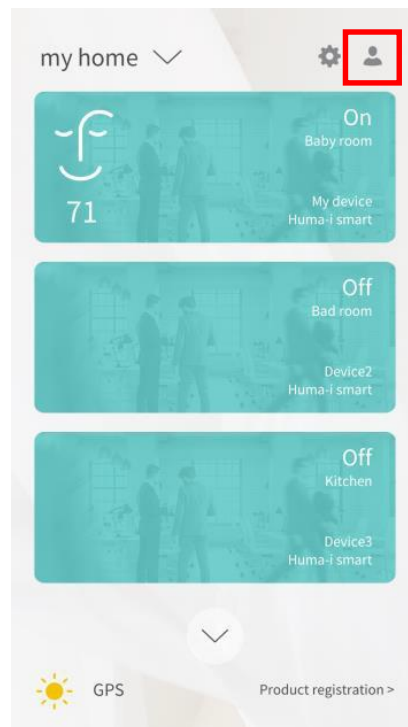 my home
On
Baby room
71
My device
Huma-i smart
Off
Bad room
Device2
Huma-i smart
Off
Kitchen
Device3
Huma-i smart
GPS
Product registration >